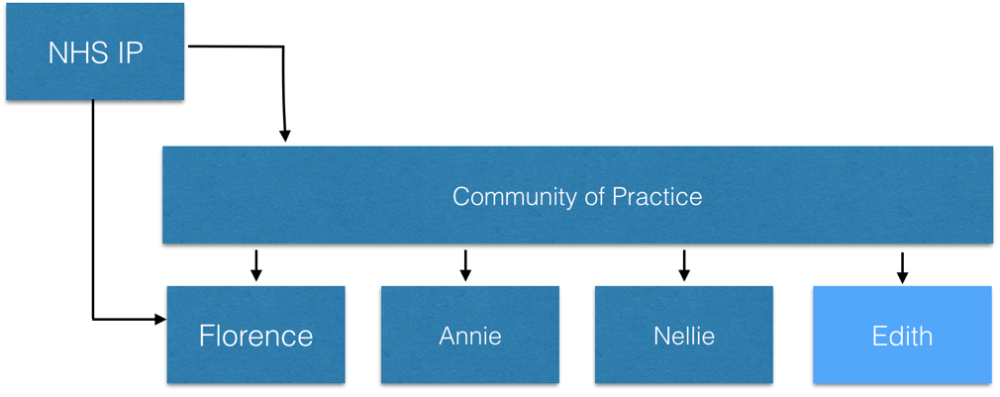 NHS IP
Community of Practice
Florence
Annie
Nellie
Edith